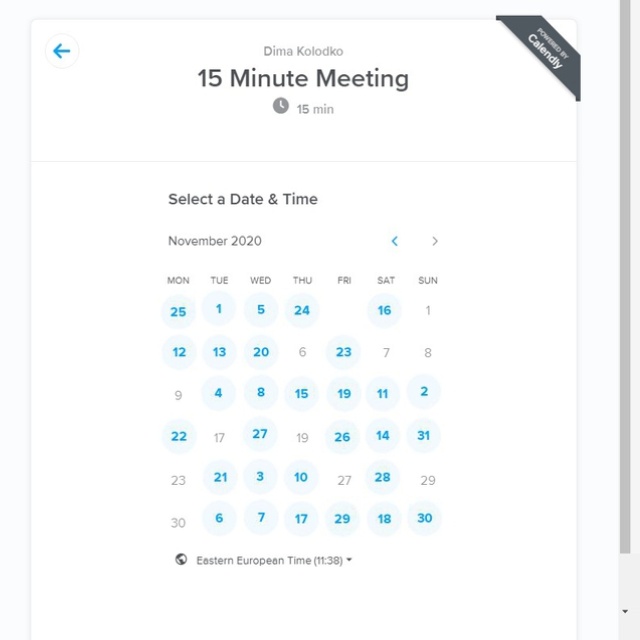 Dima Kolodko
POWERED BY
Calendly
15 Minute Meeting
15 min
Select a Date & Time
November 2020
MON TUE WED THU FRI SAT SUN
25 1 5 24 16 1
12 13 20 6 23 7 8
9 4 8 15 19 11 2
22 17 27 19 26 14 31
23 21 3 10 27 28 29
30 6 7 17 29 18 30
Eastern European Time (11:38)